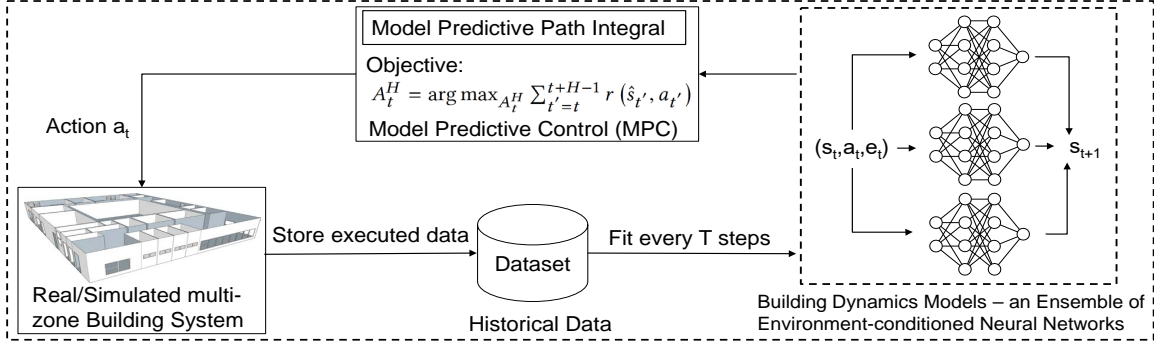 Model Predictive Path Integral
Objective:
A_t^H = arg max_{A_t^H} ∑_{t'=t}^{t+H−1} r (ŝ_{t'}, a_{t'})
Model Predictive Control (MPC)
Action a_t
(s_t,a_t,e_t)
s_{t+1}
Store executed data
Dataset
Fit every T steps
Real/Simulated multi-
zone Building System
Historical Data
Building Dynamics Models – an Ensemble of
Environment-conditioned Neural Networks